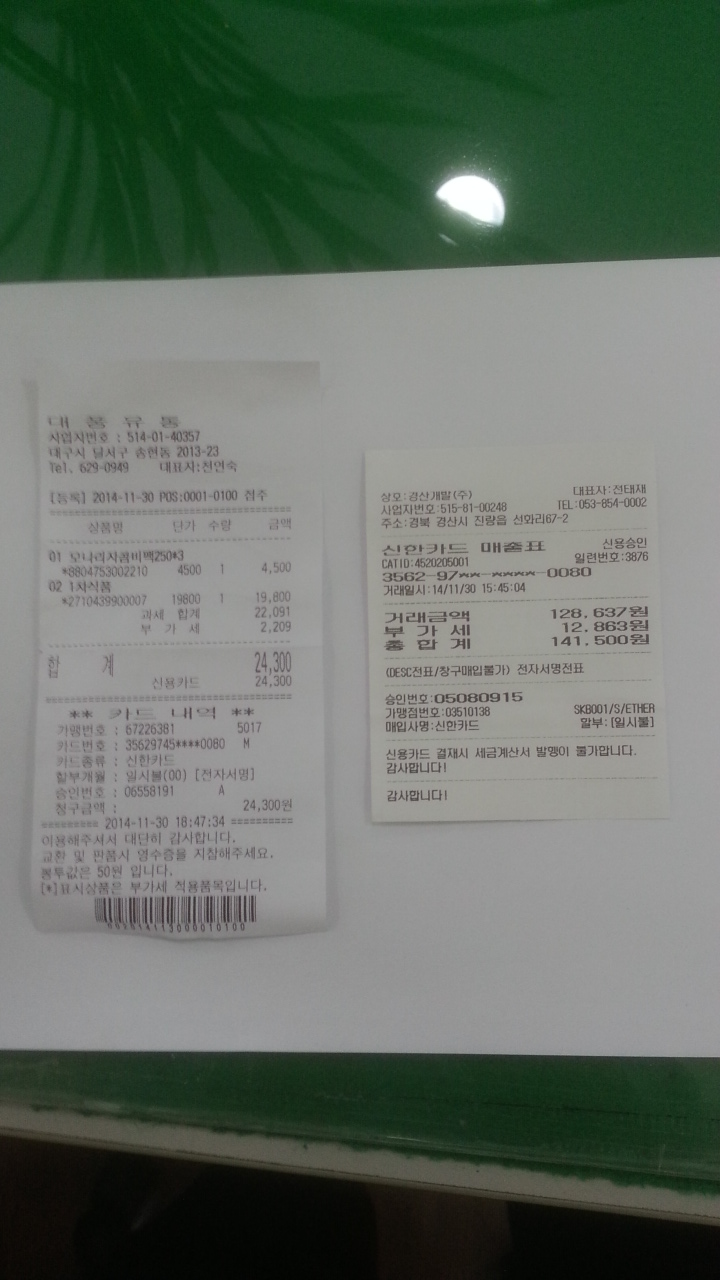 대 풍 유 통
사업자번호 : 514-01-40357
대구시 달서구 송현동 2013-23
Tel. 629-0949 대표자:전인숙
[등록] 2014-11-30 POS:0001-0100 점주
상품명 단가 수량 금액
01 모나리자콤비백250*3
*8804753002210 4500 1 4,500
02 1차식품
*2710439900007 19800 1 19,800
과세 합계 22,091
부 가 세 2,209
합 계 24,300
신용카드 24,300
** 카드 내역 **
가맹번호 : 67226381 5017
카드번호 : 35629745****0080 M
카드종류 : 신한카드
할부개월 : 일시불(00) [전자서명]
승인번호 : 06558191 A
청구금액 : 24,300원
========= 2014-11-30 18:47:34 ==========
이용해주셔서 대단히 감사합니다.
교환 및 반품시 영수증을 지참해주세요.
봉투값은 50원 입니다.
[*]표시상품은 부가세 적용품목입니다.
상호:경산개발(주) 대표자:전태재
사업자번호:515-81-00248 TEL:053-854-0002
주소:경북 경산시 진량읍 선화리67-2
신한카드 매출표 신용승인
CATID:4520205001 일련번호:3876
3562-97**-****-0080
거래일시:14/11/30 15:45:04
거래금액 128,637원
부 가 세 12,863원
총 합 계 141,500원
(DESC전표/창구매입불가) 전자서명전표
승인번호:05080915
가맹점번호:03510138 SKB001/S/ETHER
매입사명:신한카드 할부:[일시불]
신용카드 결재시 세금계산서 발행이 불가합니다.
감사합니다!
감사합니다!